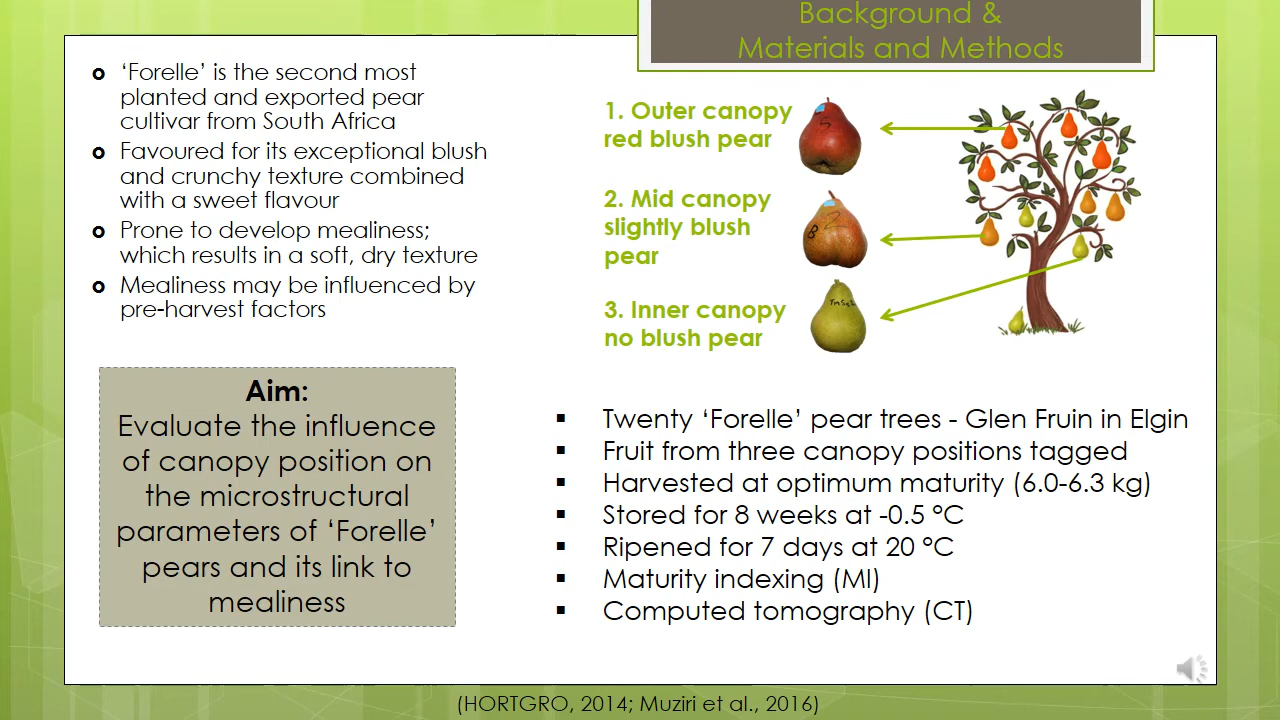 Background &
Materials and Methods
‘Forelle’ is the second most
planted and exported pear
cultivar from South Africa
Favoured for its exceptional blush
and crunchy texture combined
with a sweet flavour
Prone to develop mealiness;
which results in a soft, dry texture
Mealiness may be influenced by
pre-harvest factors
Aim:
Evaluate the influence
of canopy position on
the microstructural
parameters of ‘Forelle’
pears and its link to
mealiness
1. Outer canopy
red blush pear
2. Mid canopy
slightly blush
pear
3. Inner canopy
no blush pear
Twenty ‘Forelle’ pear trees - Glen Fruin in Elgin
Fruit from three canopy positions tagged
Harvested at optimum maturity (6.0-6.3 kg)
Stored for 8 weeks at -0.5 °C
Ripened for 7 days at 20 °C
Maturity indexing (MI)
Computed tomography (CT)
(HORTGRO, 2014; Muziri et al., 2016)